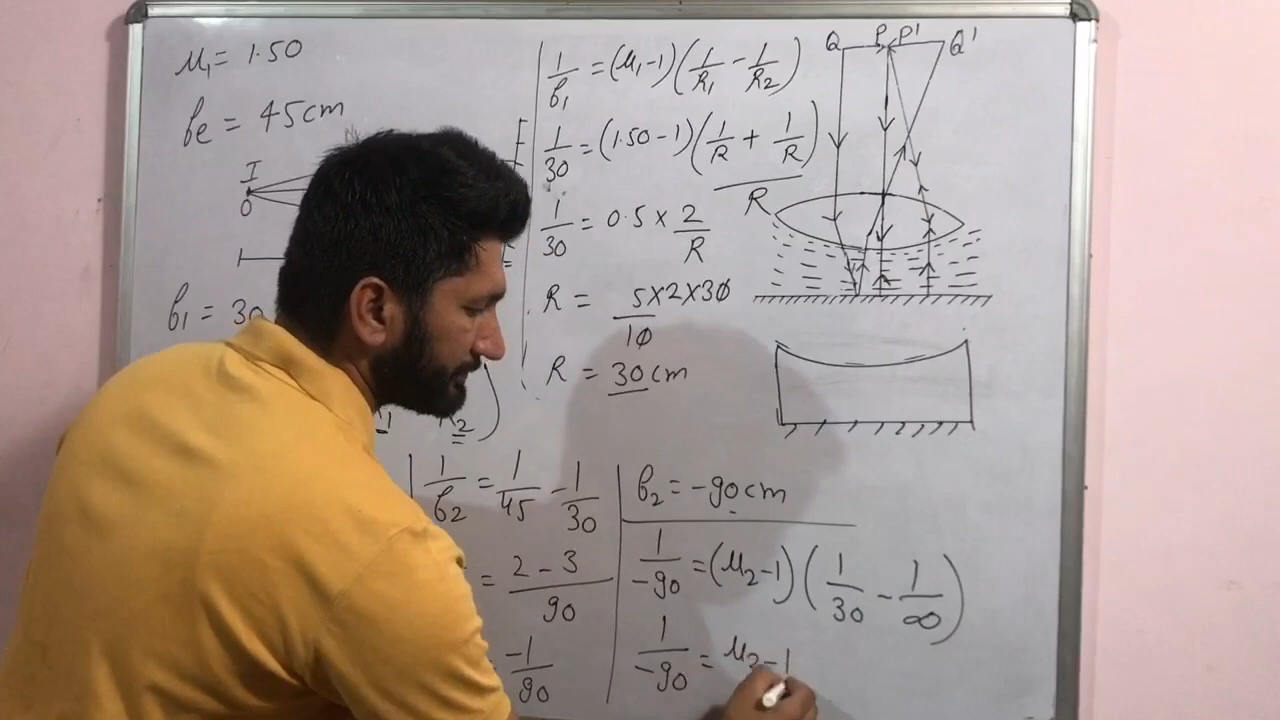 μ₁ = 1.50
fe = 45cm
I
O
f₁ = 30
R₂ )
1/f₁ = (μ₁-1)(1/R₁ - 1/R₂)
1/30 = (1.50-1)(1/R + 1/R)
1/30 = 0.5 × 2/R
R = 5×2×30/10
R = 30cm
Q P P' Q'
R
1/f₂ = 1/45 - 1/30
= 2-3/90
= -1/90
f₂ = -90cm
1/-90 = (μ₂-1)(1/30 - 1/∞)
1/-90 = μ₂-1